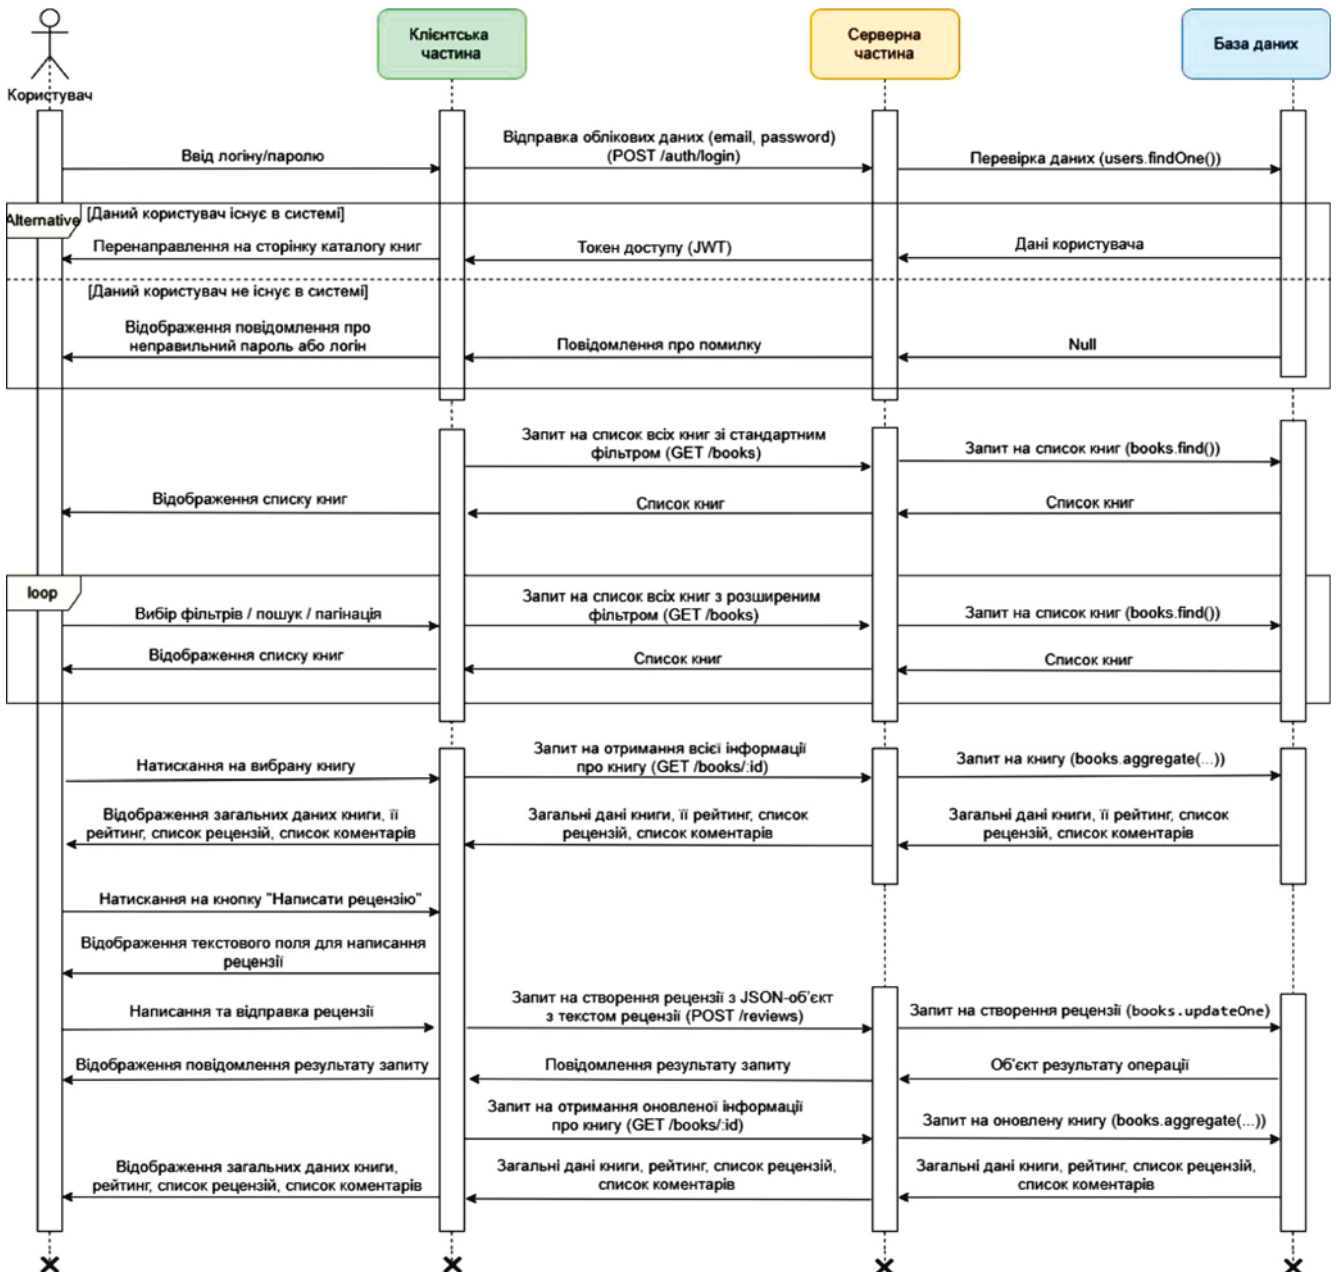 Користувач
Клієнтська
частина
Серверна
частина
База даних
Ввід логіну/паролю
Відправка облікових даних (email, password)
(POST /auth/login)
Перевірка даних (users.findOne())
Alternative
[Даний користувач існує в системі]
Перенаправлення на сторінку каталогу книг
Токен доступу (JWT)
Дані користувача
[Даний користувач не існує в системі]
Відображення повідомлення про
неправильний пароль або логін
Повідомлення про помилку
Null
Запит на список всіх книг зі стандартним
фільтром (GET /books)
Запит на список книг (books.find())
Відображення списку книг
Список книг
Список книг
loop
Вибір фільтрів / пошук / пагінація
Запит на список всіх книг з розширеним
фільтром (GET /books)
Запит на список книг (books.find())
Відображення списку книг
Список книг
Список книг
Натискання на вибрану книгу
Запит на отримання всієї інформації
про книгу (GET /books/:id)
Запит на книгу (books.aggregate(...))
Відображення загальних даних книги, її
рейтинг, список рецензій, список коментарів
Загальні дані книги, її рейтинг, список
рецензій, список коментарів
Загальні дані книги, її рейтинг, список
рецензій, список коментарів
Натискання на кнопку "Написати рецензію"
Відображення текстового поля для написання
рецензії
Написання та відправка рецензії
Запит на створення рецензії з JSON-об'єкт
з текстом рецензії (POST /reviews)
Запит на створення рецензії (books.updateOne)
Відображення повідомлення результату запиту
Повідомлення результату запиту
Об'єкт результату операції
Запит на отримання оновленої інформації
про книгу (GET /books/:id)
Запит на оновлену книгу (books.aggregate(...))
Відображення загальних даних книги,
рейтинг, список рецензій, список коментарів
Загальні дані книги, рейтинг, список рецензій,
список коментарів
Загальні дані книги, рейтинг, список рецензій,
список коментарів